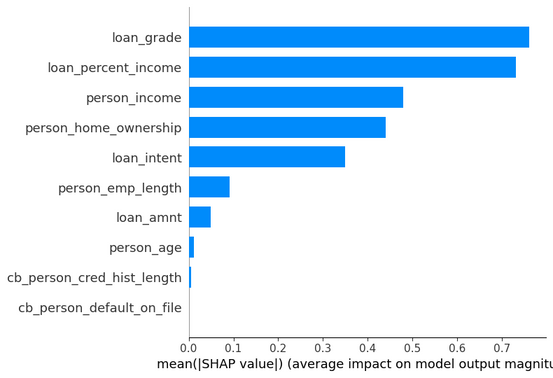 loan_grade
loan_percent_income
person_income
person_home_ownership
loan_intent
person_emp_length
loan_amnt
person_age
cb_person_cred_hist_length
cb_person_default_on_file
0.0 0.1 0.2 0.3 0.4 0.5 0.6 0.7
mean(|SHAP value|) (average impact on model output magnitu